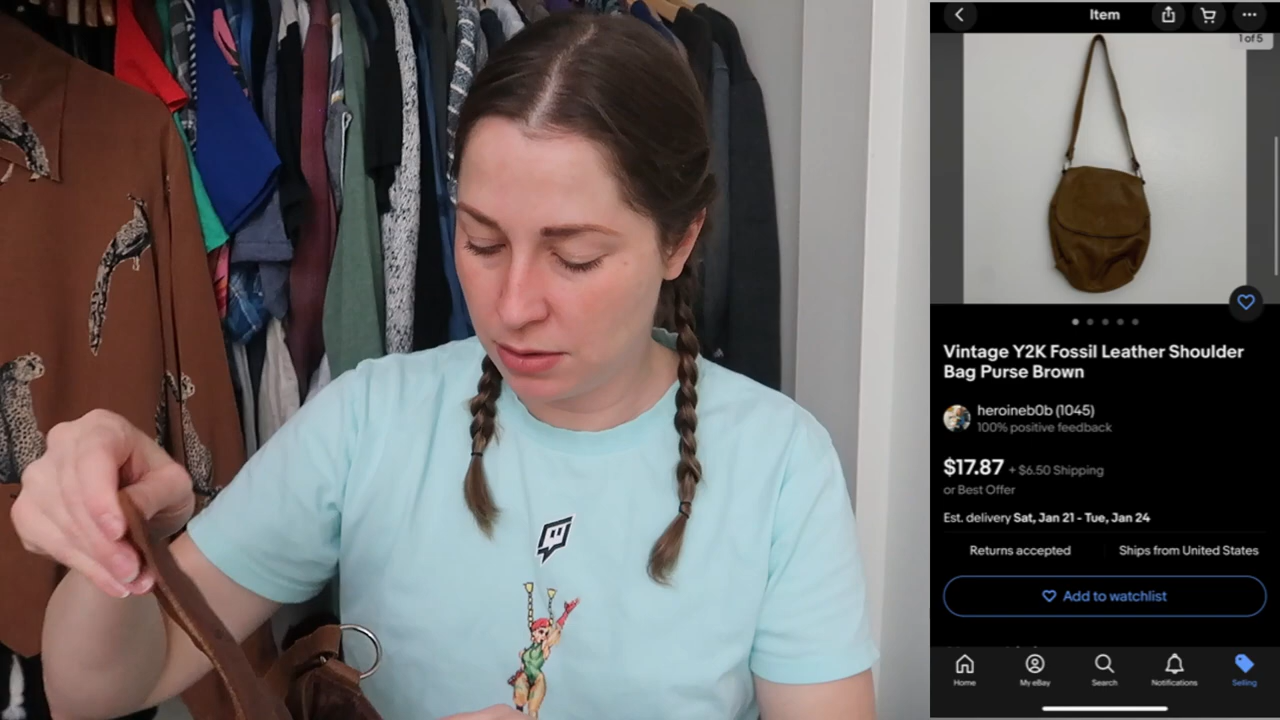 Item
1 of 5
Vintage Y2K Fossil Leather Shoulder
Bag Purse Brown
heroineb0b (1045)
100% positive feedback
$17.87 + $6.50 Shipping
or Best Offer
Est. delivery Sat, Jan 21 - Tue, Jan 24
Returns accepted Ships from United States
Add to watchlist
Home My eBay Search Notifications Selling